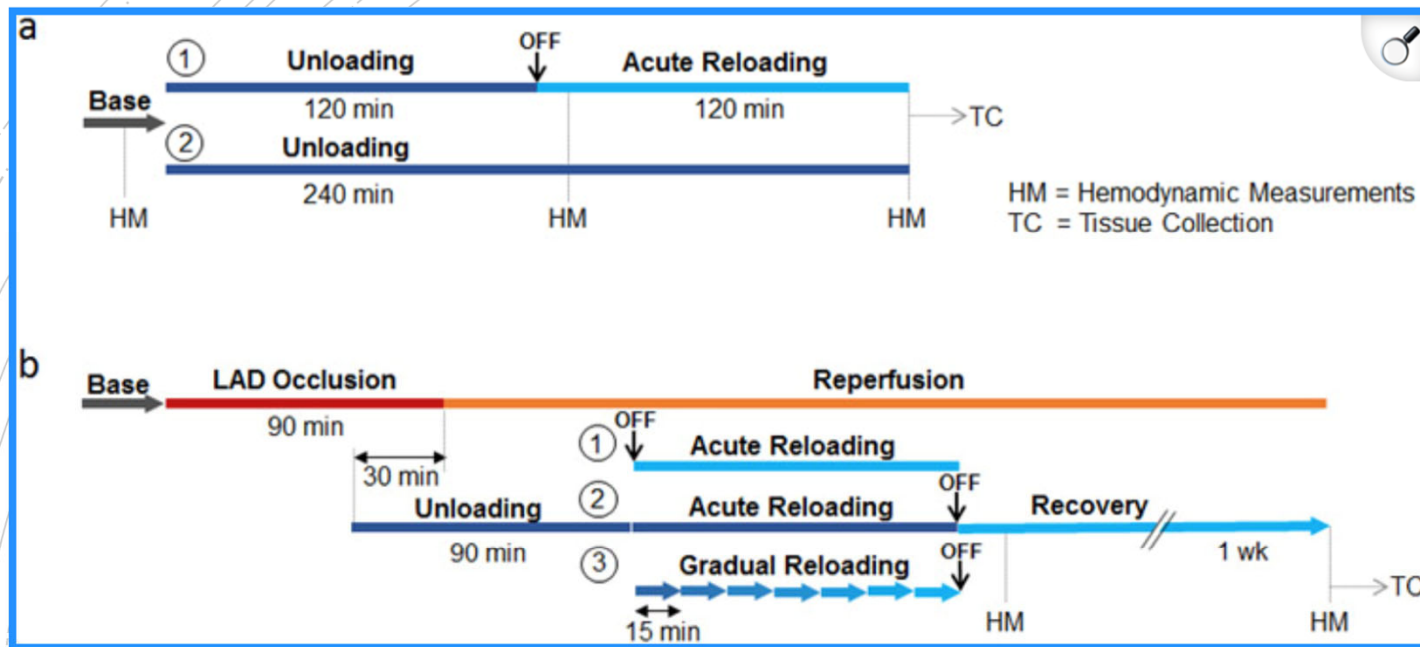 a
① Unloading OFF Acute Reloading
Base 120 min 120 min
TC
② Unloading
240 min
HM HM HM
HM = Hemodynamic Measurements
TC = Tissue Collection
b
Base LAD Occlusion Reperfusion
90 min
OFF
① Acute Reloading
30 min
OFF
Unloading ② Acute Reloading Recovery
90 min 1 wk
OFF
③ Gradual Reloading
TC
15 min HM HM